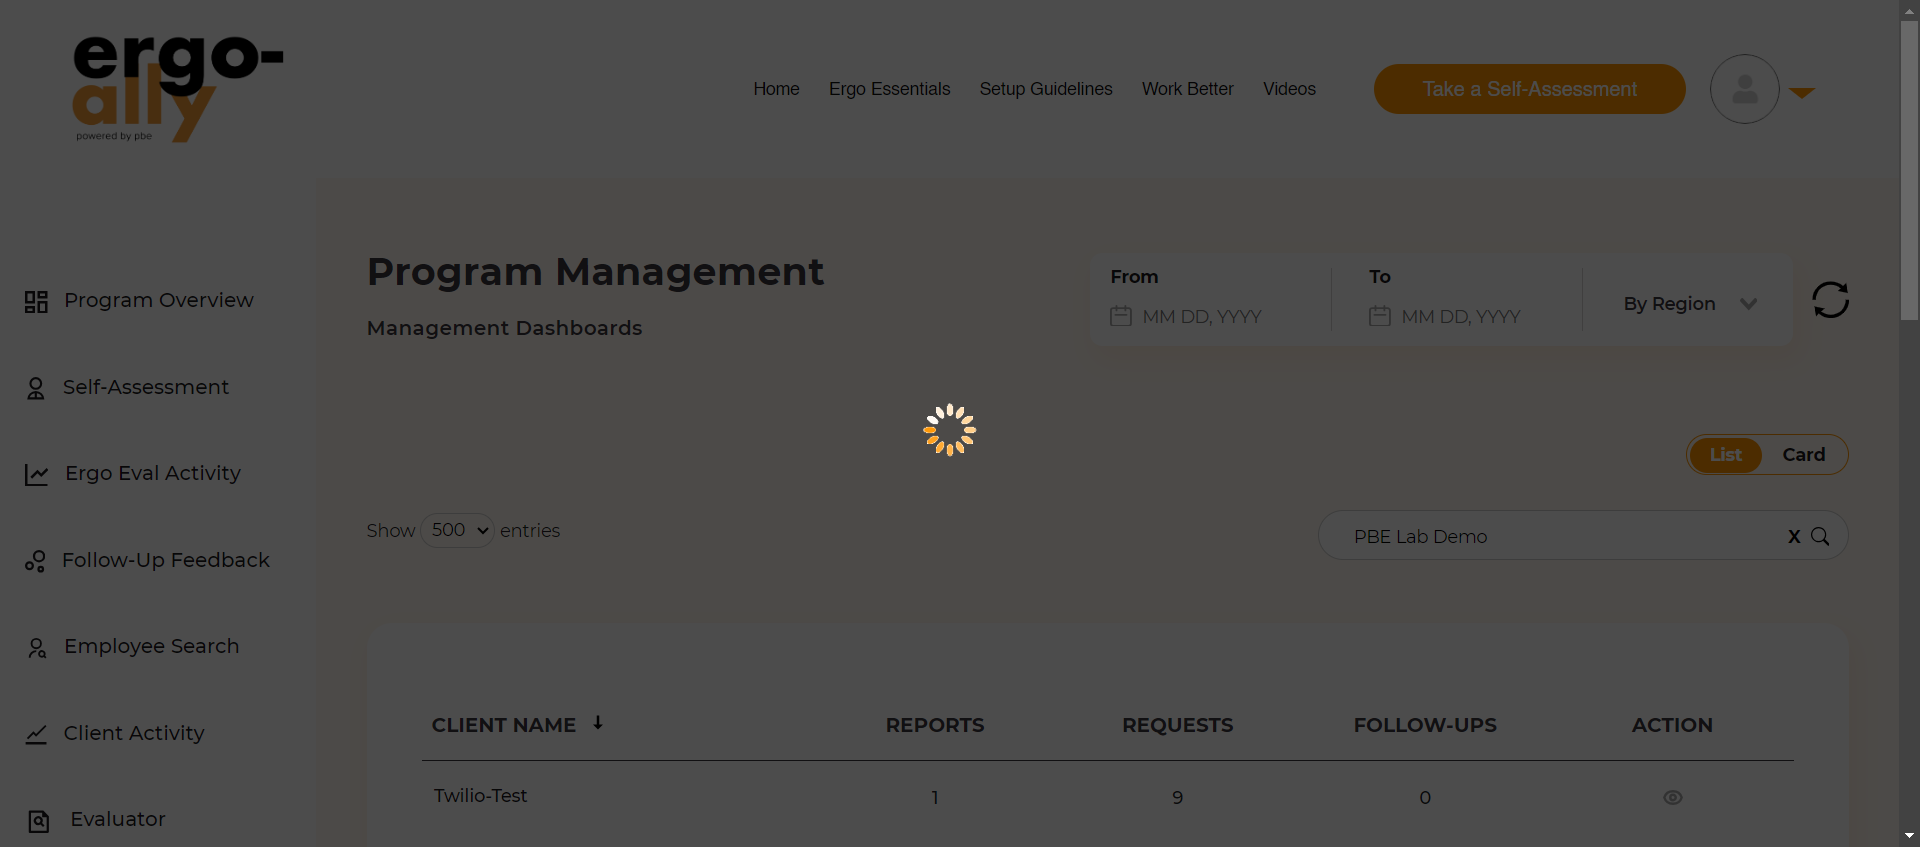 ergo-
ally
powered by pbe
Home Ergo Essentials Setup Guidelines Work Better Videos Take a Self-Assessment
Program Management
Management Dashboards
From To
MM DD, YYYY MM DD, YYYY By Region
Program Overview
Self-Assessment
Ergo Eval Activity
Follow-Up Feedback
Employee Search
Client Activity
Evaluator
List Card
Show 500 entries
PBE Lab Demo X
CLIENT NAME REPORTS REQUESTS FOLLOW-UPS ACTION
Twilio-Test 1 9 0